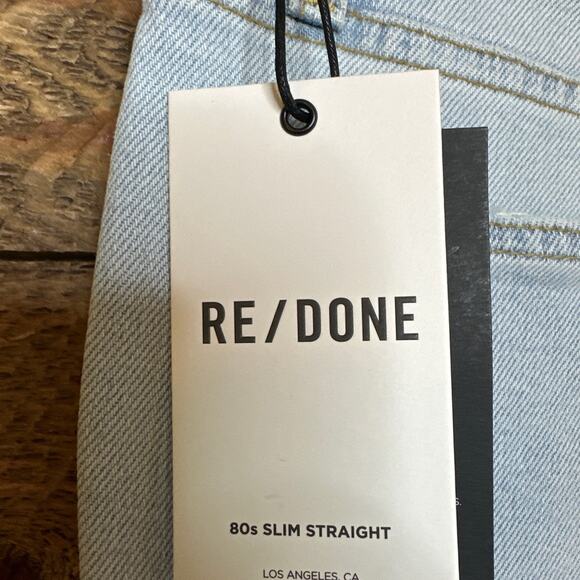 RE/DONE
80s SLIM STRAIGHT
LOS ANGELES, CA